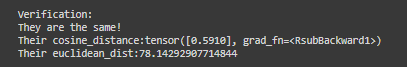 Verification:
They are the same!
Their cosine_distance:tensor([0.5910], grad_fn=<RsubBackward1>)
Their euclidean_dist:78.14292907714844